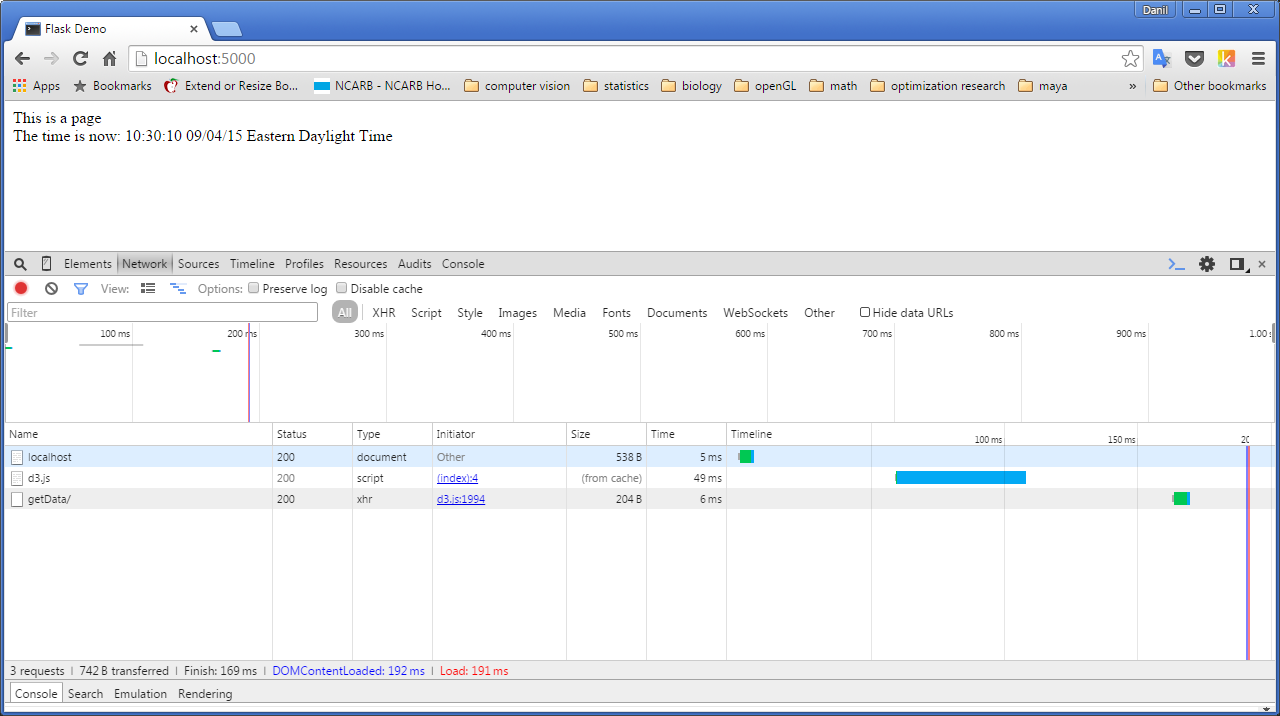 Danil
Flask Demo
localhost:5000
Apps Bookmarks Extend or Resize Bo... NCARB - NCARB Ho... computer vision statistics biology openGL math optimization research maya » Other bookmarks
This is a page
The time is now: 10:30:10 09/04/15 Eastern Daylight Time
Elements Network Sources Timeline Profiles Resources Audits Console
View: Options: Preserve log Disable cache
Filter All XHR Script Style Images Media Fonts Documents WebSockets Other Hide data URLs
100 ms 200 ms 300 ms 400 ms 500 ms 600 ms 700 ms 800 ms 900 ms 1.00 s
Name Status Type Initiator Size Time Timeline 100 ms 150 ms 20
localhost 200 document Other 538 B 5 ms
d3.js 200 script (index):4 (from cache) 49 ms
getData/ 200 xhr d3.js:1994 204 B 6 ms
3 requests | 742 B transferred | Finish: 169 ms | DOMContentLoaded: 192 ms | Load: 191 ms
Console Search Emulation Rendering